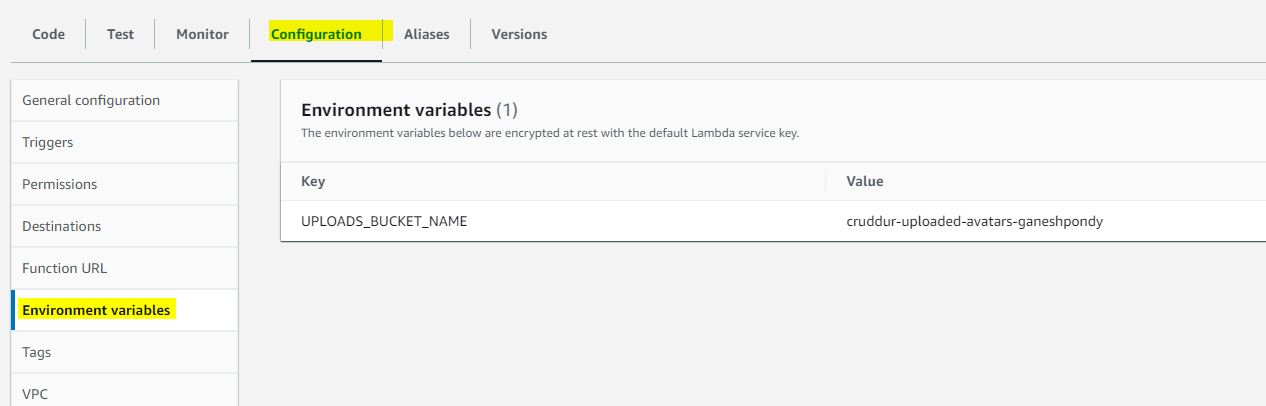 Code Test Monitor Configuration Aliases Versions
General configuration
Triggers
Permissions
Destinations
Function URL
Environment variables
Tags
VPC
Environment variables (1)
The environment variables below are encrypted at rest with the default Lambda service key.
Key Value
UPLOADS_BUCKET_NAME cruddur-uploaded-avatars-ganeshpondy